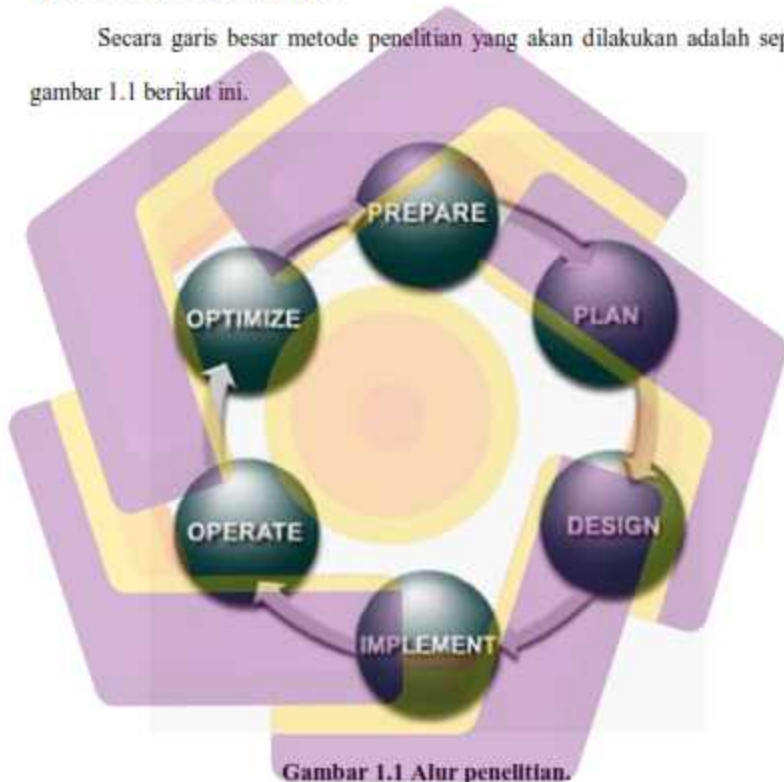 Secara garis besar metode penelitian yang akan dilakukan adalah sep
gambar 1.1 berikut ini.
PREPARE
PLAN
OPTIMIZE
DESIGN
OPERATE
IMPLEMENT
Gambar 1.1 Alur penelitian.